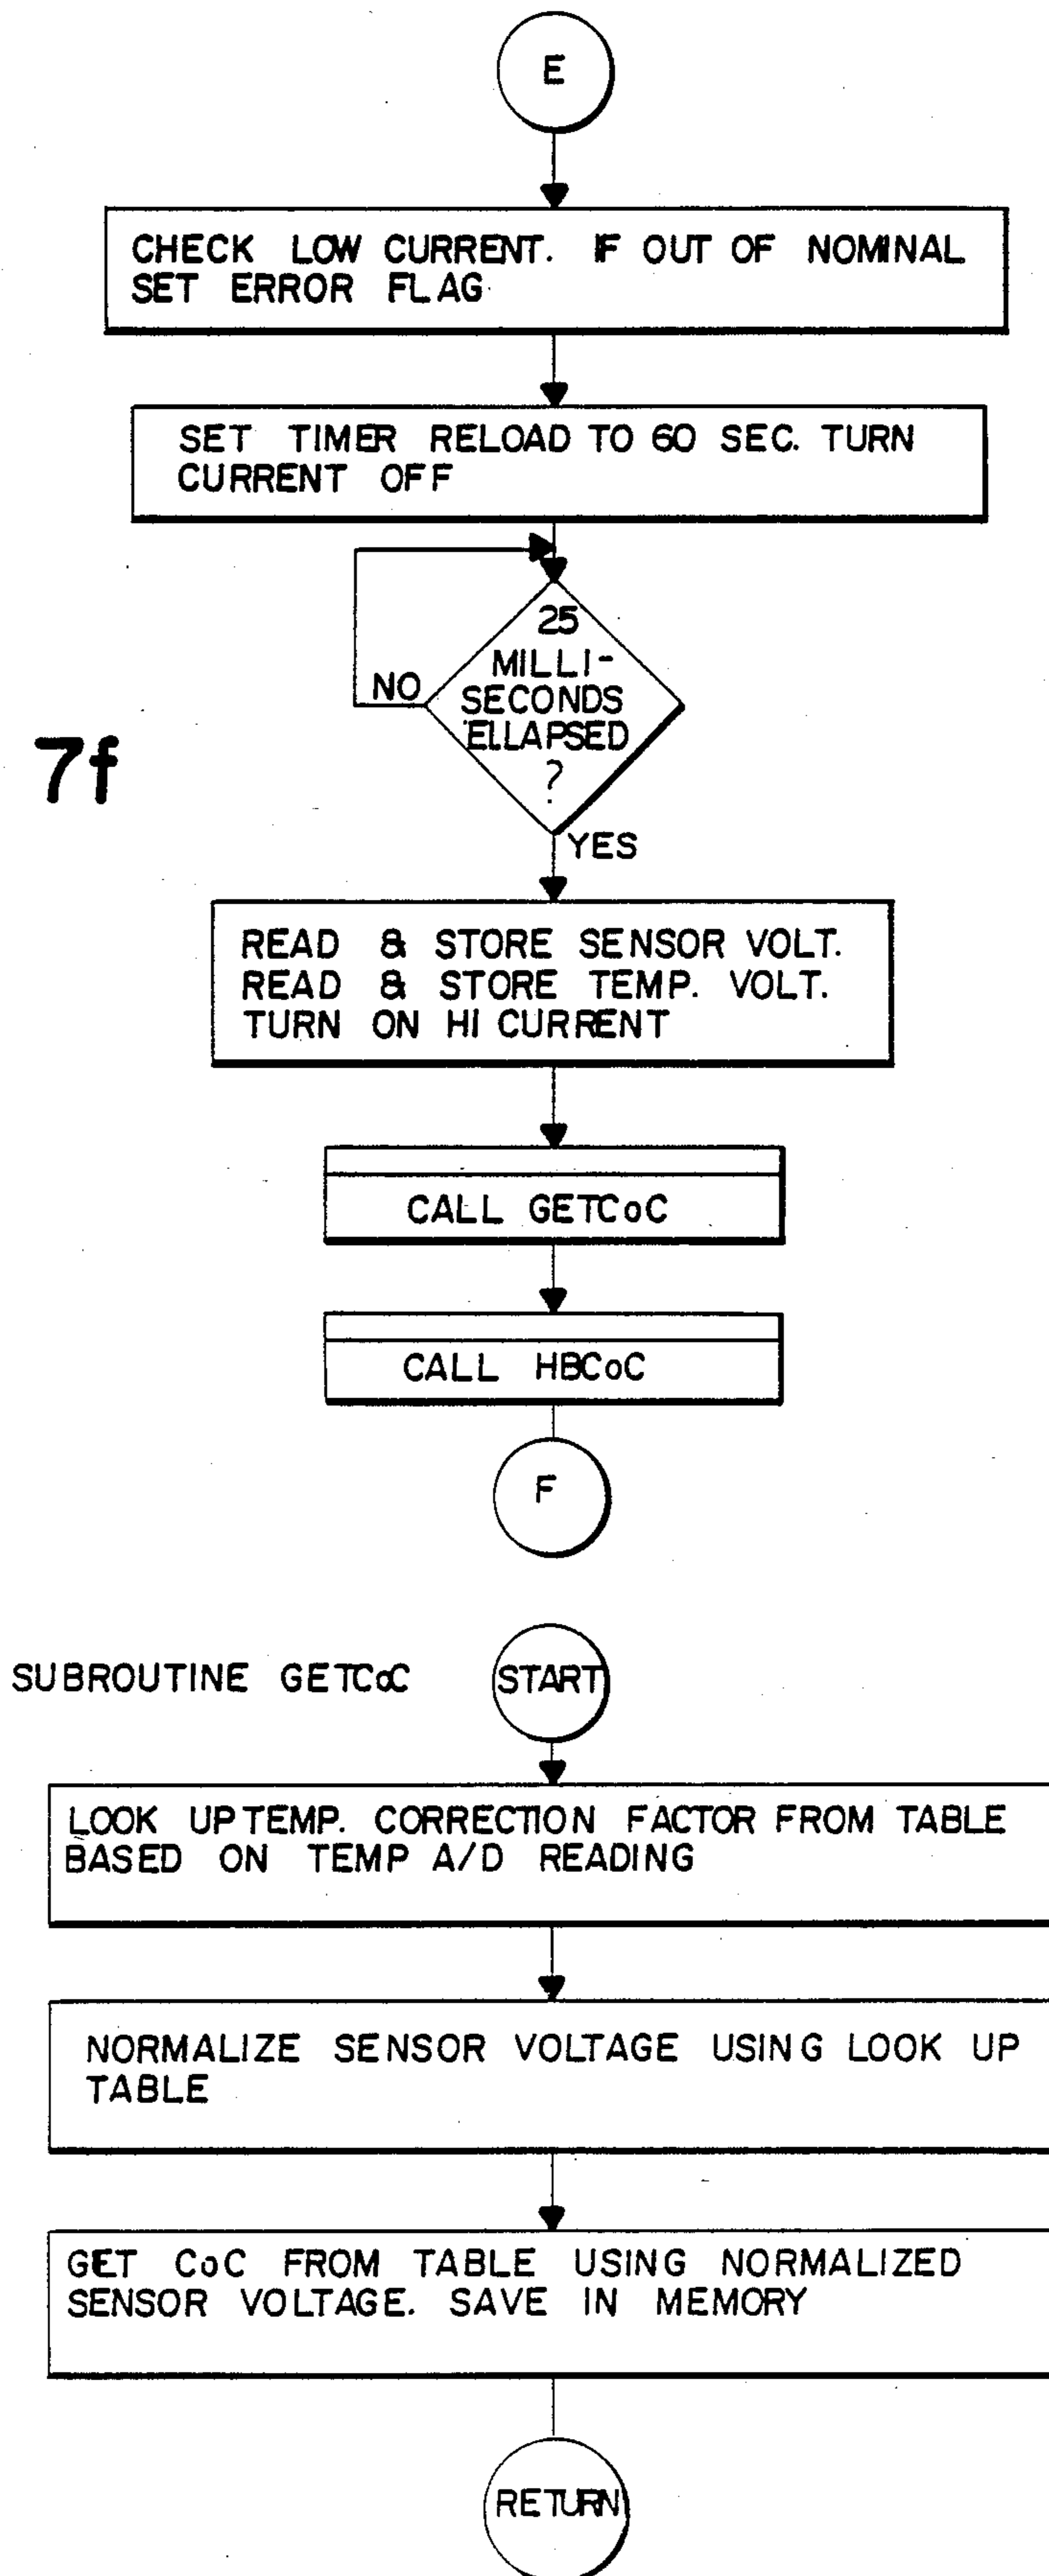 E
CHECK LOW CURRENT. IF OUT OF NOMINAL
SET ERROR FLAG
SET TIMER RELOAD TO 60 SEC. TURN
CURRENT OFF
25
MILLI-
SECONDS
ELLAPSED
?
NO
7f
YES
READ & STORE SENSOR VOLT.
READ & STORE TEMP. VOLT.
TURN ON HI CURRENT
CALL GETCoC
CALL HBCoC
F
SUBROUTINE GETCoC
START
LOOK UP TEMP. CORRECTION FACTOR FROM TABLE
BASED ON TEMP A/D READING
NORMALIZE SENSOR VOLTAGE USING LOOK UP
TABLE
GET CoC FROM TABLE USING NORMALIZED
SENSOR VOLTAGE. SAVE IN MEMORY
RETURN